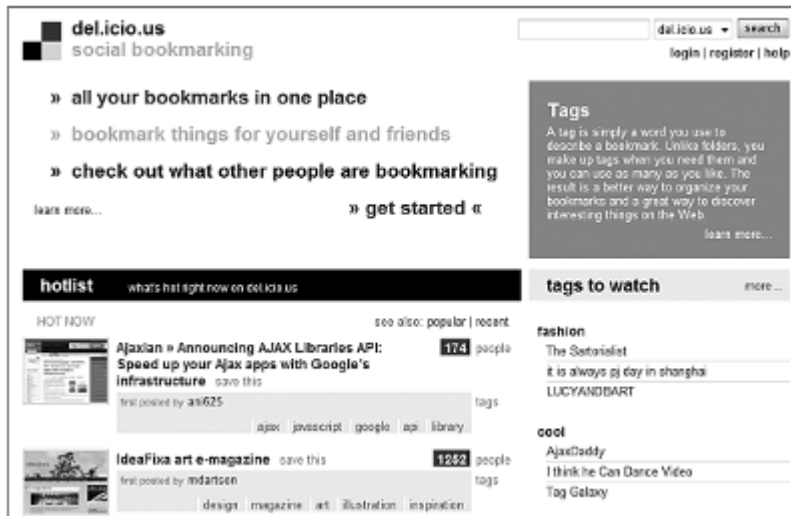 del.icio.us
social bookmarking
del.icio.us
search
login | register | help
» all your bookmarks in one place
» bookmark things for yourself and friends
» check out what other people are bookmarking
learn more...
» get started «
Tags
A tag is simply a word you use to
describe a bookmark. Unlike folders, you
make up tags when you need them and
you can use as many as you like. The
result is a better way to organize your
bookmarks and a great way to discover
interesting things on the Web
learn more...
hotlist what's hot right now on del.icio.us
HOT NOW see also: popular | recent
Ajaxian » Announcing AJAX Libraries API: 174 people
Speed up your Ajax apps with Google's
infrastructure save this
first posted by ani625 tags
ajax javascript google api library
IdeaFixa art e-magazine save this 1252 people
first posted by mdartson tags
design magazine art illustration inspiration
tags to watch more...
fashion
The Sartorialist
it is always pj day in shanghai
LUCYANDBART
cool
AjaxDaddy
I think he Can Dance Video
Tag Galaxy